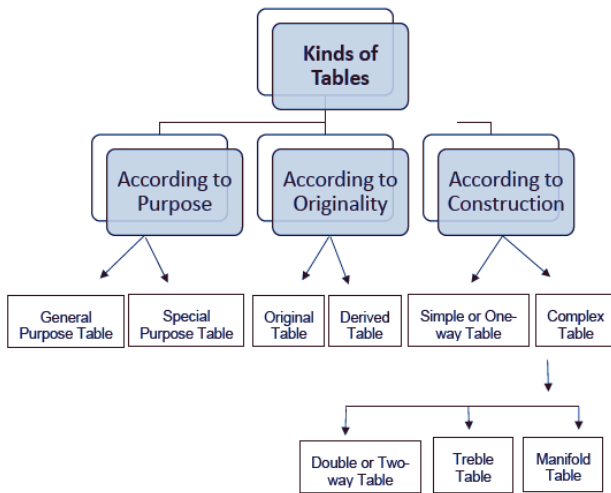 Kinds of
Tables
According to
Purpose
According to
Originality
According to
Construction
General
Purpose Table
Special
Purpose Table
Original
Table
Derived
Table
Simple or One-
way Table
Complex
Table
Double or Two-
way Table
Treble
Table
Manifold
Table